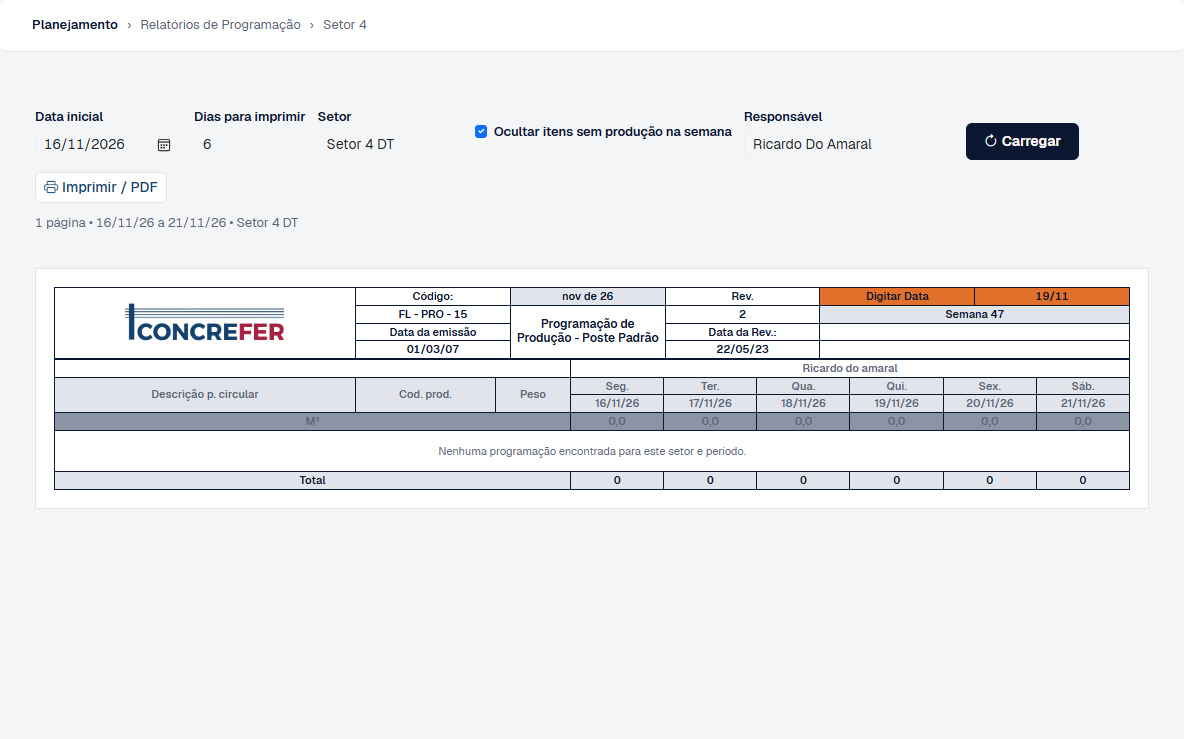 Planejamento › Relatórios de Programação › Setor 4
Data inicial
Dias para imprimir
Setor
Ocultar itens sem produção na semana
Responsável
16/11/2026
6
Setor 4 DT
Ricardo Do Amaral
Carregar
Imprimir / PDF
1 página • 16/11/26 a 21/11/26 • Setor 4 DT
CONCREFER
Código: nov de 26 Rev. Digitar Data 19/11
FL - PRO - 15 2 Semana 47
Programação de
Produção - Poste Padrão
Data da emissão Data da Rev.:
01/03/07 22/05/23
Ricardo do amaral
Descrição p. circular Cod. prod. Peso
Seg. Ter. Qua. Qui. Sex. Sáb.
16/11/26 17/11/26 18/11/26 19/11/26 20/11/26 21/11/26
M³ 0,0 0,0 0,0 0,0 0,0 0,0
Nenhuma programação encontrada para este setor e período.
Total 0 0 0 0 0 0